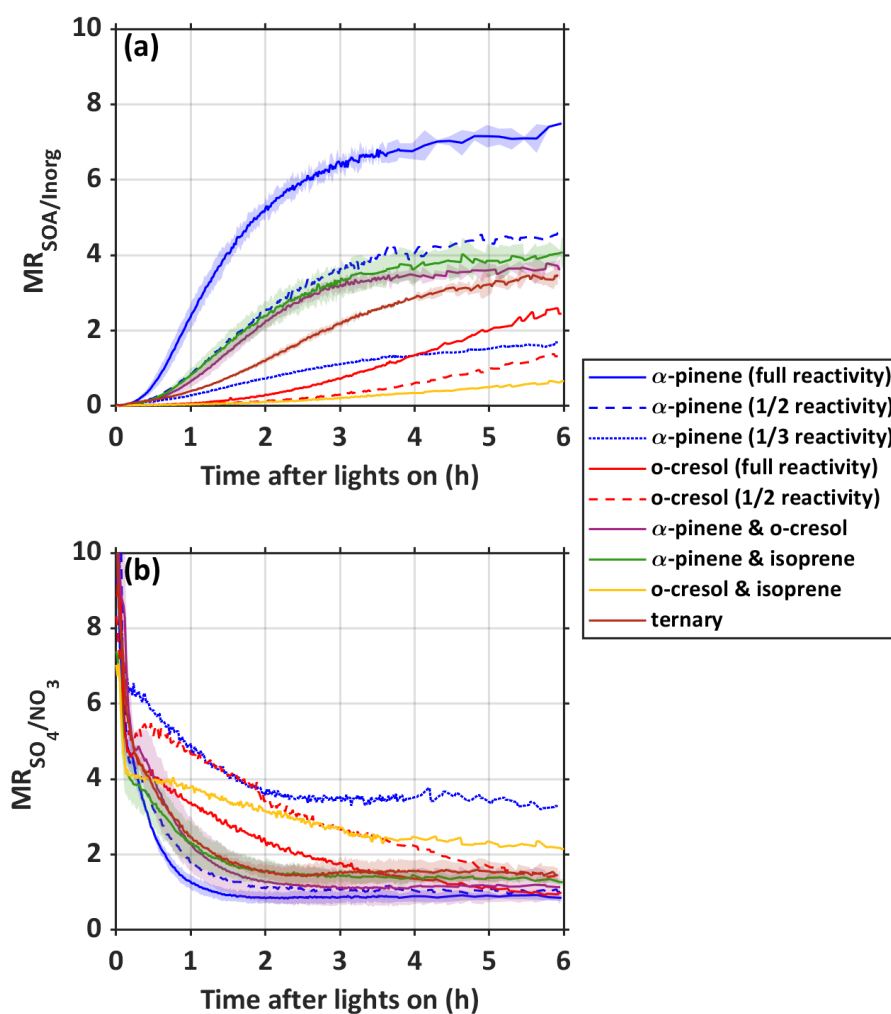 (a)
10
8
6
4
2
0
MR_SOA/Inorg
0 1 2 3 4 5 6
Time after lights on (h)
α-pinene (full reactivity)
α-pinene (1/2 reactivity)
α-pinene (1/3 reactivity)
o-cresol (full reactivity)
o-cresol (1/2 reactivity)
α-pinene & o-cresol
α-pinene & isoprene
o-cresol & isoprene
ternary
(b)
10
8
6
4
2
0
MR_SO₄/NO₃
0 1 2 3 4 5 6
Time after lights on (h)